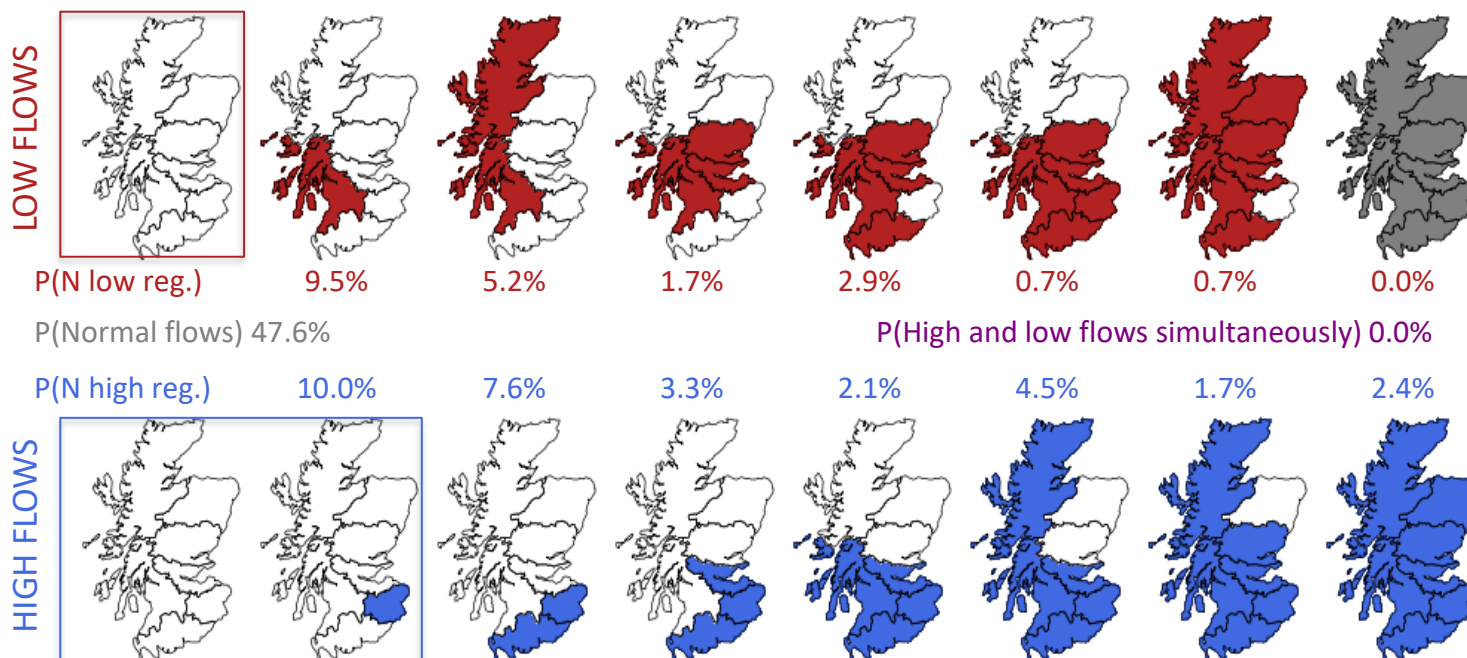 LOW FLOWS
P(N low reg.) 9.5% 5.2% 1.7% 2.9% 0.7% 0.7% 0.0%
P(Normal flows) 47.6% P(High and low flows simultaneously) 0.0%
P(N high reg.) 10.0% 7.6% 3.3% 2.1% 4.5% 1.7% 2.4%
HIGH FLOWS